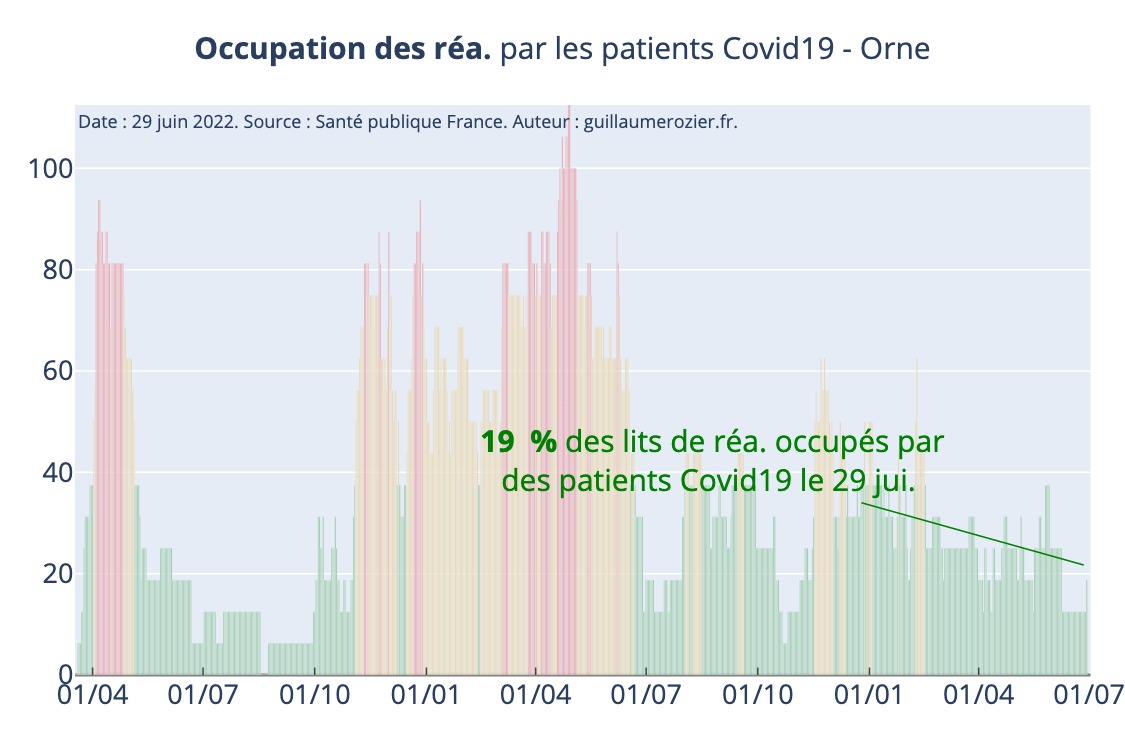 Occupation des réa. par les patients Covid19 - Orne
Date : 29 juin 2022. Source : Santé publique France. Auteur : guillaumerozier.fr.
100
80
60
40
20
0
19 % des lits de réa. occupés par
des patients Covid19 le 29 jui.
01/04 01/07 01/10 01/01 01/04 01/07 01/10 01/01 01/04 01/07